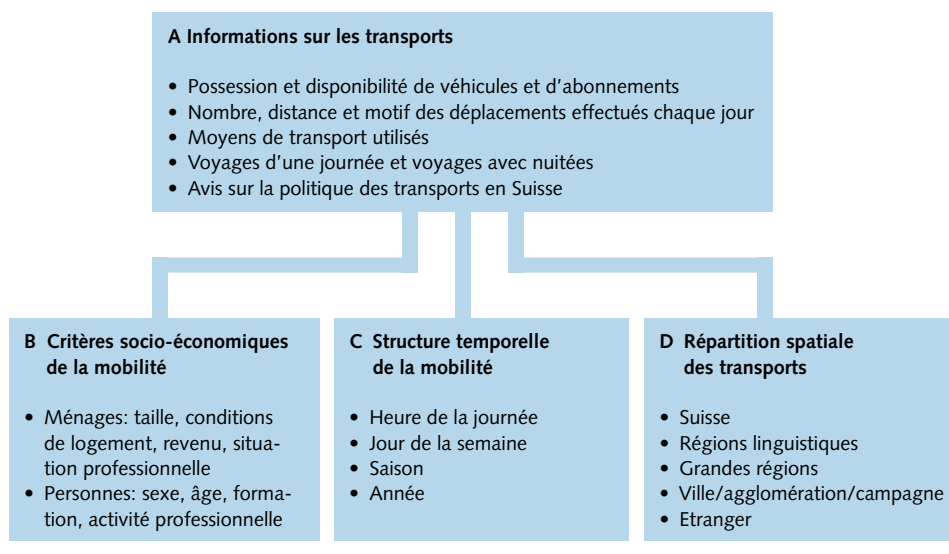 A Informations sur les transports
• Possession et disponibilité de véhicules et d'abonnements
• Nombre, distance et motif des déplacements effectués chaque jour
• Moyens de transport utilisés
• Voyages d'une journée et voyages avec nuitées
• Avis sur la politique des transports en Suisse
B Critères socio-économiques
de la mobilité
• Ménages: taille, conditions
de logement, revenu, situa-
tion professionnelle
• Personnes: sexe, âge, forma-
tion, activité professionnelle
C Structure temporelle
de la mobilité
• Heure de la journée
• Jour de la semaine
• Saison
• Année
D Répartition spatiale
des transports
• Suisse
• Régions linguistiques
• Grandes régions
• Ville/agglomération/campagne
• Etranger